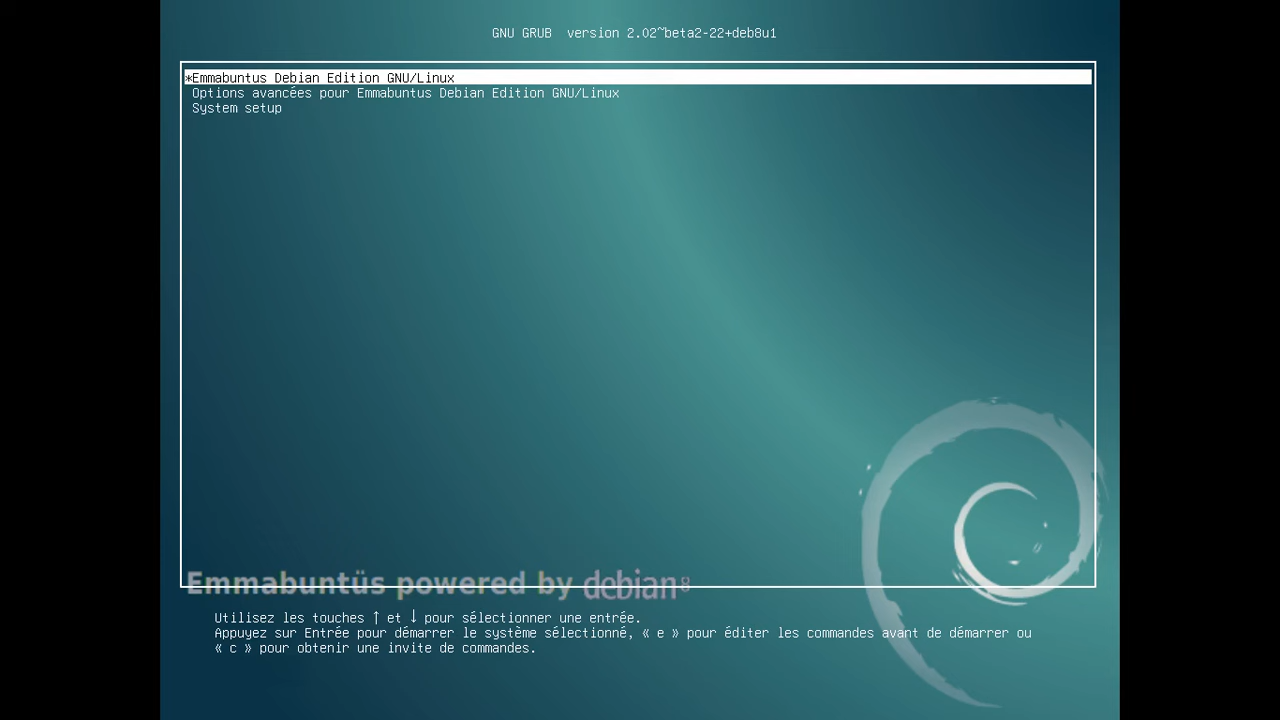 GNU GRUB  version 2.02~beta2-22+deb8u1
*Emmabuntus Debian Edition GNU/Linux
Options avancées pour Emmabuntus Debian Edition GNU/Linux
System setup
Emmabuntüs powered by debian 8
Utilisez les touches ↑ et ↓ pour sélectionner une entrée.
Appuyez sur Entrée pour démarrer le système sélectionné, « e » pour éditer les commandes avant de démarrer ou
« c » pour obtenir une invite de commandes.